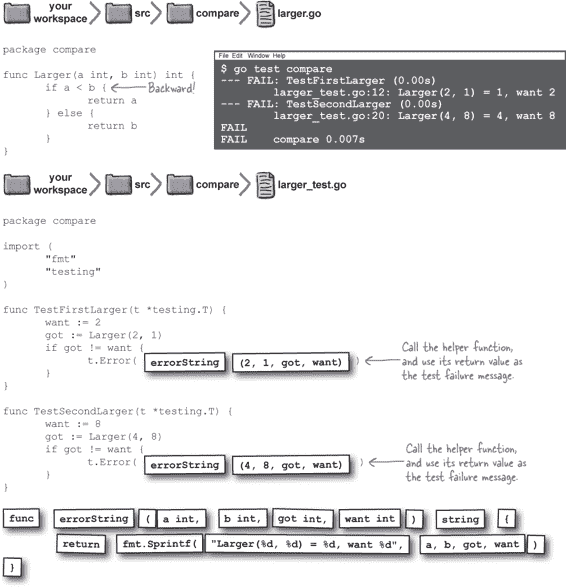 your workspace src compare larger.go
package compare
func Larger(a int, b int) int {
if a < b { Backward!
return a
} else {
return b
}
}
File Edit Window Help
$ go test compare
--- FAIL: TestFirstLarger (0.00s)
larger_test.go:12: Larger(2, 1) = 1, want 2
--- FAIL: TestSecondLarger (0.00s)
larger_test.go:20: Larger(4, 8) = 4, want 8
FAIL
FAIL compare 0.007s
your workspace src compare larger_test.go
package compare
import (
"fmt"
"testing"
)
func TestFirstLarger(t *testing.T) {
want := 2
got := Larger(2, 1)
if got != want {
t.Error( errorString (2, 1, got, want) )
}
}
Call the helper function,
and use its return value as
the test failure message.
func TestSecondLarger(t *testing.T) {
want := 8
got := Larger(4, 8)
if got != want {
t.Error( errorString (4, 8, got, want) )
}
}
Call the helper function,
and use its return value as
the test failure message.
func errorString ( a int, b int, got int, want int ) string {
return fmt.Sprintf( "Larger(%d, %d) = %d, want %d", a, b, got, want )
}